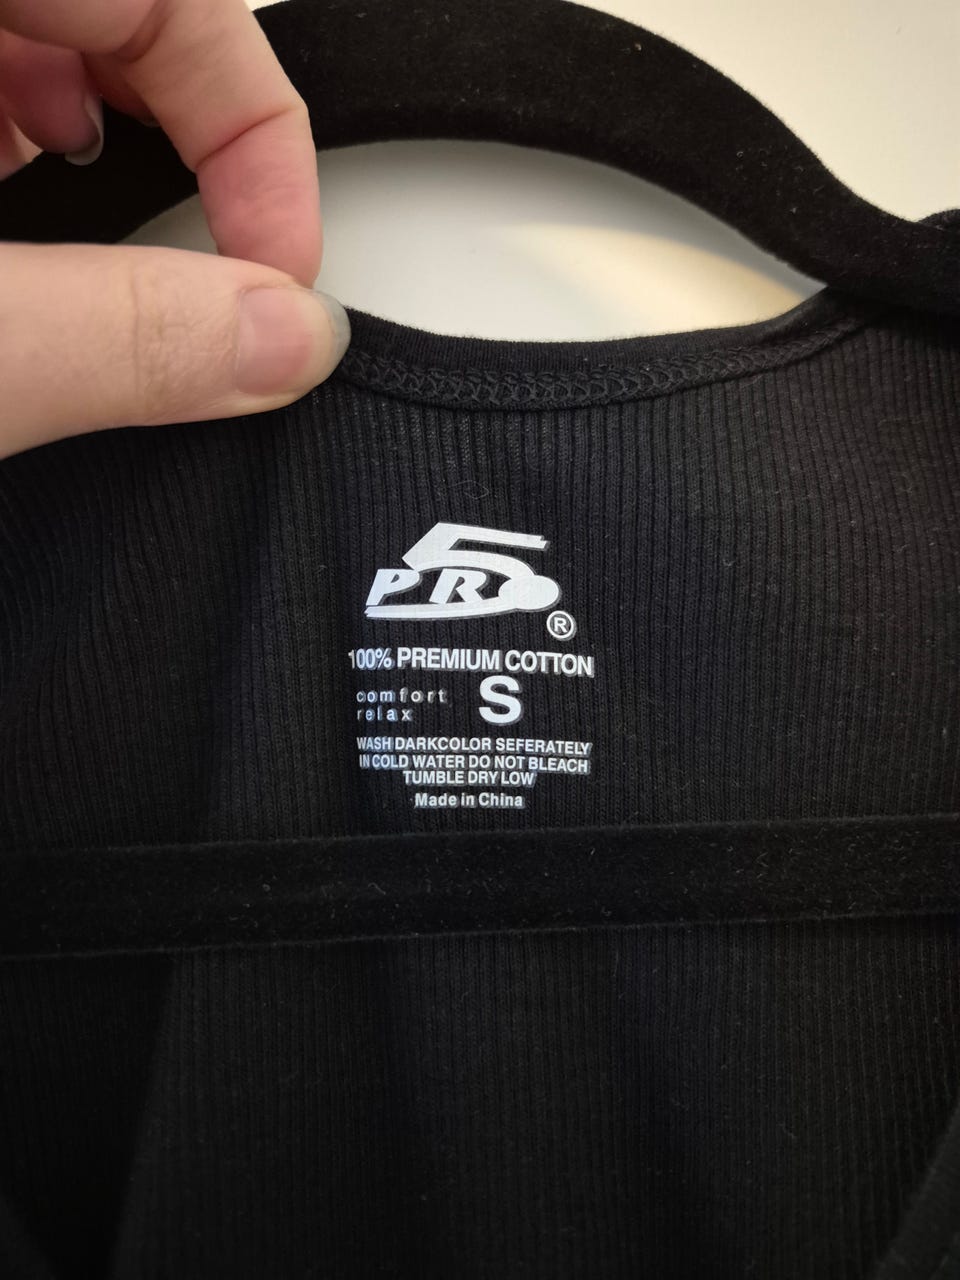 PRO 5
®
100% PREMIUM COTTON
comfort
relax
S
WASH DARKCOLOR SEFERATELY
IN COLD WATER DO NOT BLEACH
TUMBLE DRY LOW
Made in China